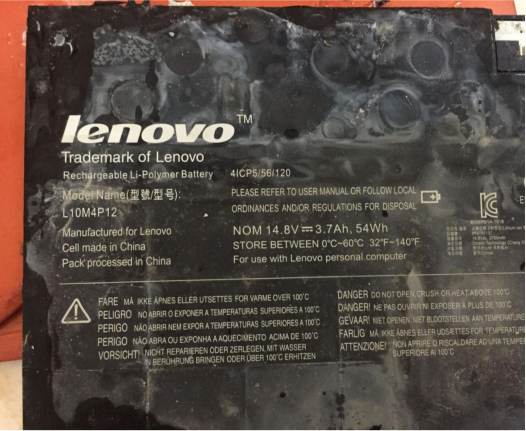 lenovo™
Trademark of Lenovo
Rechargeable Li-Polymer Battery 4ICP5/56/120
Model Name(型號/型号):
L10M4P12
PLEASE REFER TO USER MANUAL OR FOLLOW LOCAL
ORDINANCES AND/OR REGULATIONS FOR DISPOSAL
Manufactured for Lenovo
Cell made in China
Pack processed in China
NOM 14.8V ⎓ 3.7Ah, 54Wh
STORE BETWEEN 0°C~60°C 32°F~140°F
For use with Lenovo personal computer
FARE MÅ IKKE ÅPNES ELLER UTSETTES FOR VARME OVER 100°C
PELIGRO NO ABRIR O EXPONER A TEMPERATURAS SUPERIORES A 100°C
PERIGO NÃO ABRIR NEM EXPOR A TEMPERATURAS SUPERIORES A 100°C
PERIGO NÃO ABRA OU EXPONHA A AQUECIMENTO ACIMA DE 100°C
VORSICHT! NICHT REPARIEREN ODER ZERLEGEN, MIT WASSER
IN BERÜHRUNG BRINGEN ODER ÜBER 100°C ERHITZEN
DANGER DO NOT OPEN, CRUSH OR HEAT ABOVE 100°C
DANGER! NE PAS OUVRIR NI EXPOSER À PLUS DE 100°C
GEVAAR! NIET OPENEN, NIET BLOOTSTELLEN AAN TEMPERATUR
FARLIG MÅ IKKE ÅBNES ELLER UDSETTES FOR TEMPERATURE
ATTENZIONE! NON APRIRE O RISCALDARE AD UNA TEMPER
SUPERIORE AI 100°C